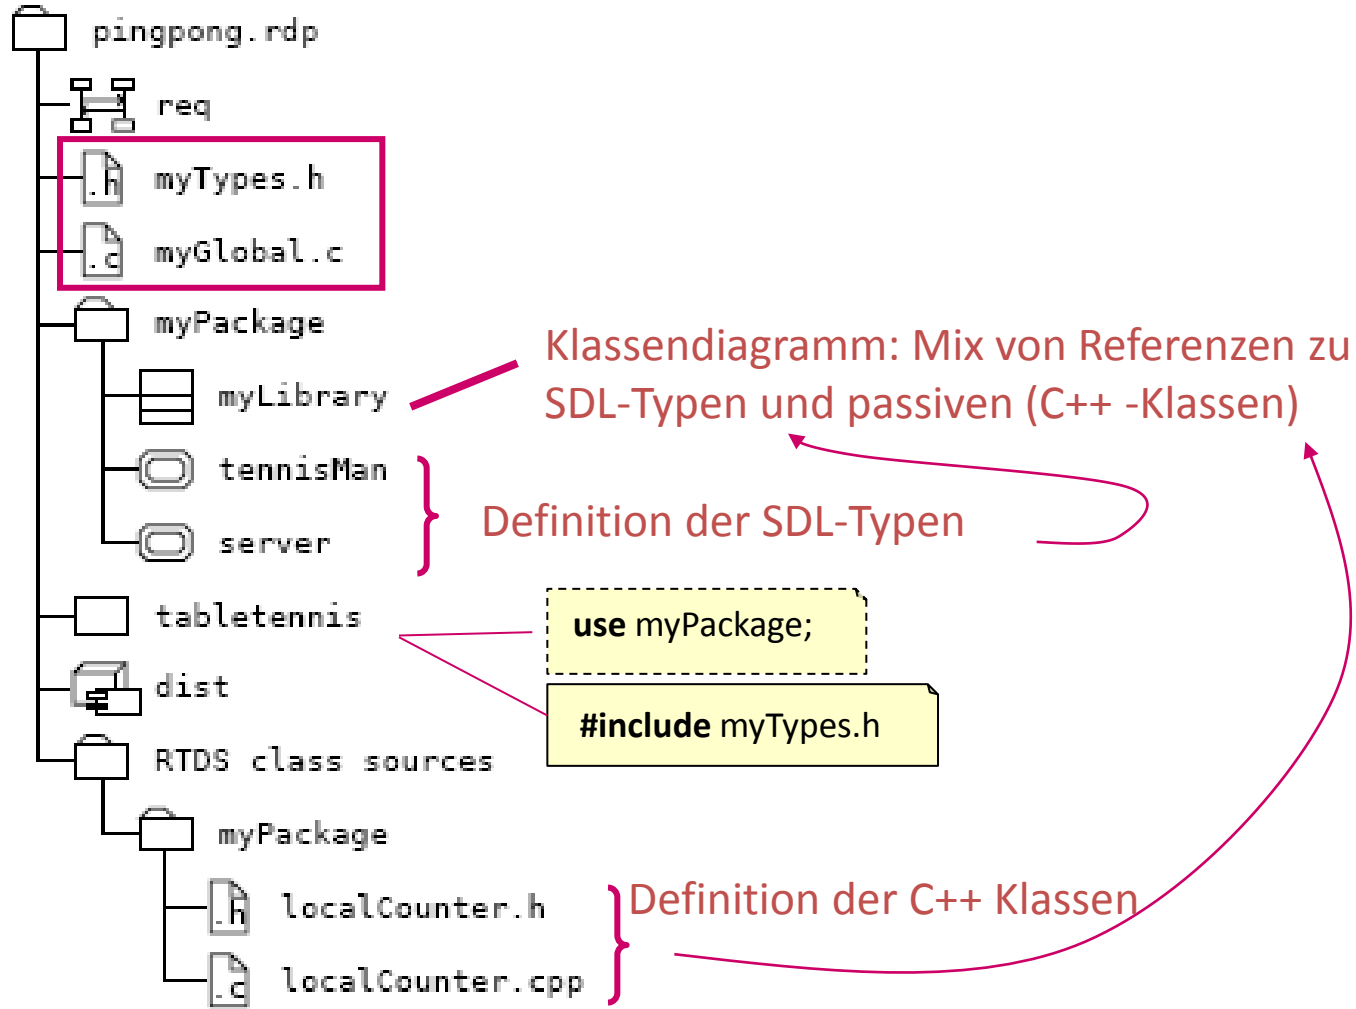 pingpong.rdp
req
.h myTypes.h
.c myGlobal.c
myPackage
Klassendiagramm: Mix von Referenzen zu
SDL-Typen und passiven (C++ -Klassen)
myLibrary
tennisMan
Definition der SDL-Typen
server
tabletennis
use myPackage;
dist
#include myTypes.h
RTDS class sources
myPackage
.h localCounter.h
Definition der C++ Klassen
.c localCounter.cpp